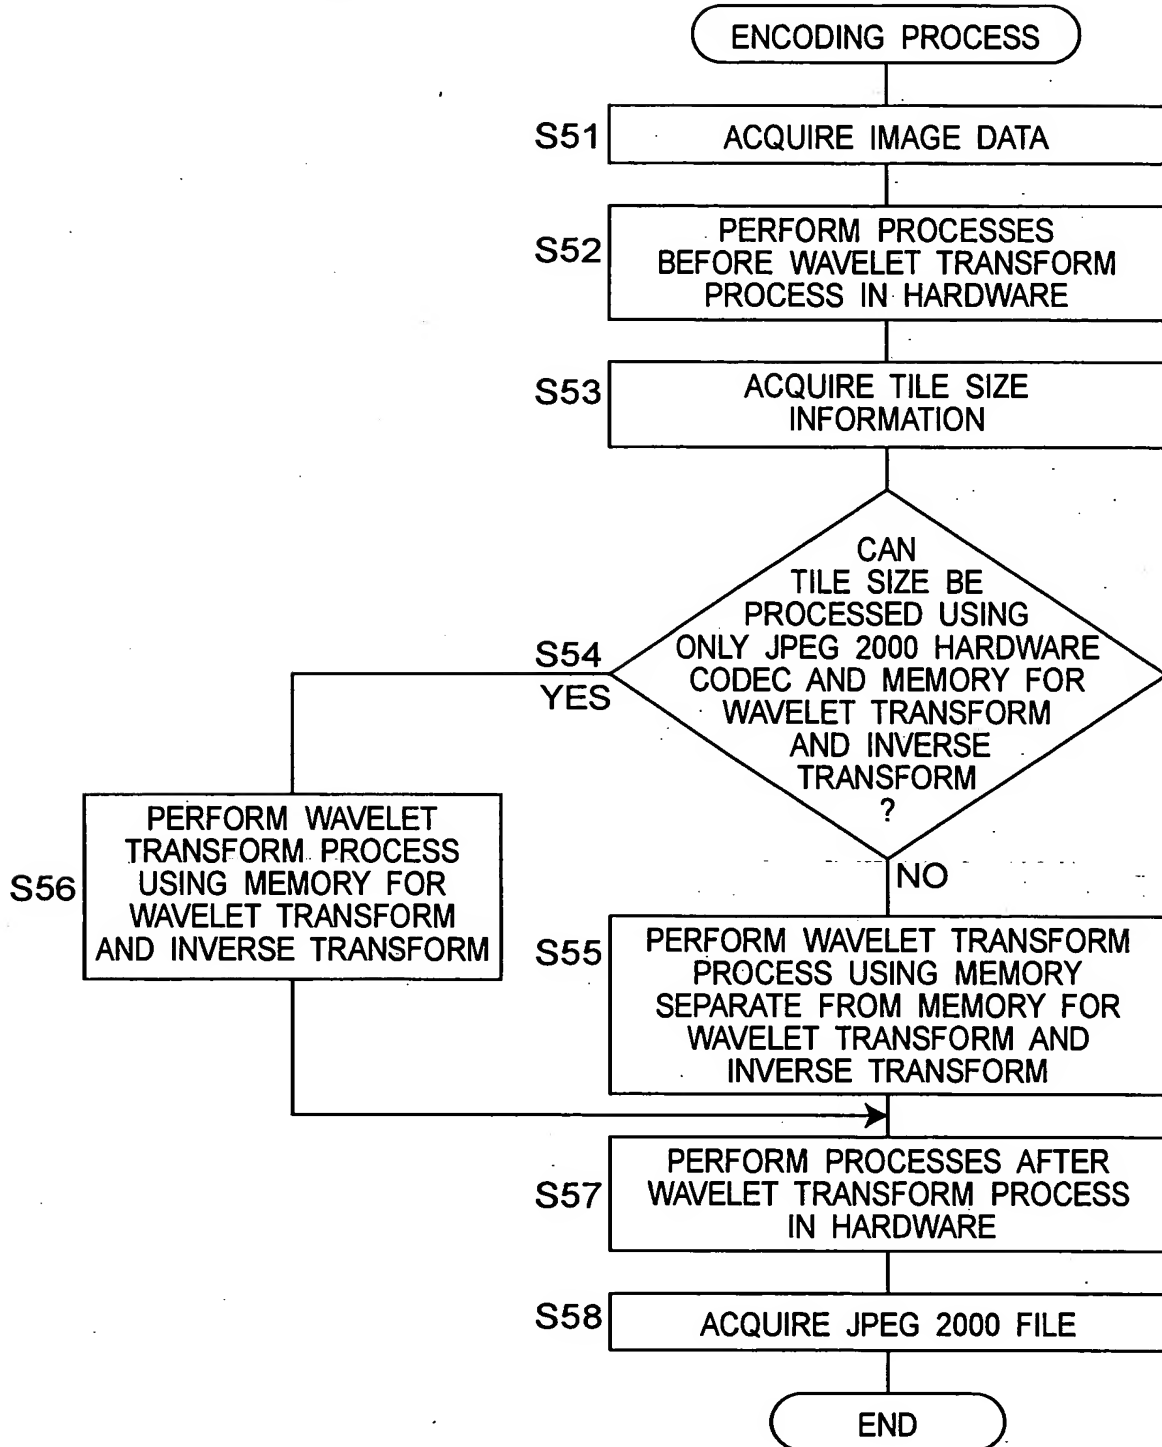 ENCODING PROCESS
S51
ACQUIRE IMAGE DATA
S52
PERFORM PROCESSES
BEFORE WAVELET TRANSFORM
PROCESS IN HARDWARE
S53
ACQUIRE TILE SIZE
INFORMATION
S54
CAN
TILE SIZE BE
PROCESSED USING
ONLY JPEG 2000 HARDWARE
CODEC AND MEMORY FOR
WAVELET TRANSFORM
AND INVERSE
TRANSFORM
?
YES
NO
S56
PERFORM WAVELET
TRANSFORM PROCESS
USING MEMORY FOR
WAVELET TRANSFORM
AND INVERSE TRANSFORM
S55
PERFORM WAVELET TRANSFORM
PROCESS USING MEMORY
SEPARATE FROM MEMORY FOR
WAVELET TRANSFORM AND
INVERSE TRANSFORM
S57
PERFORM PROCESSES AFTER
WAVELET TRANSFORM PROCESS
IN HARDWARE
S58
ACQUIRE JPEG 2000 FILE
END